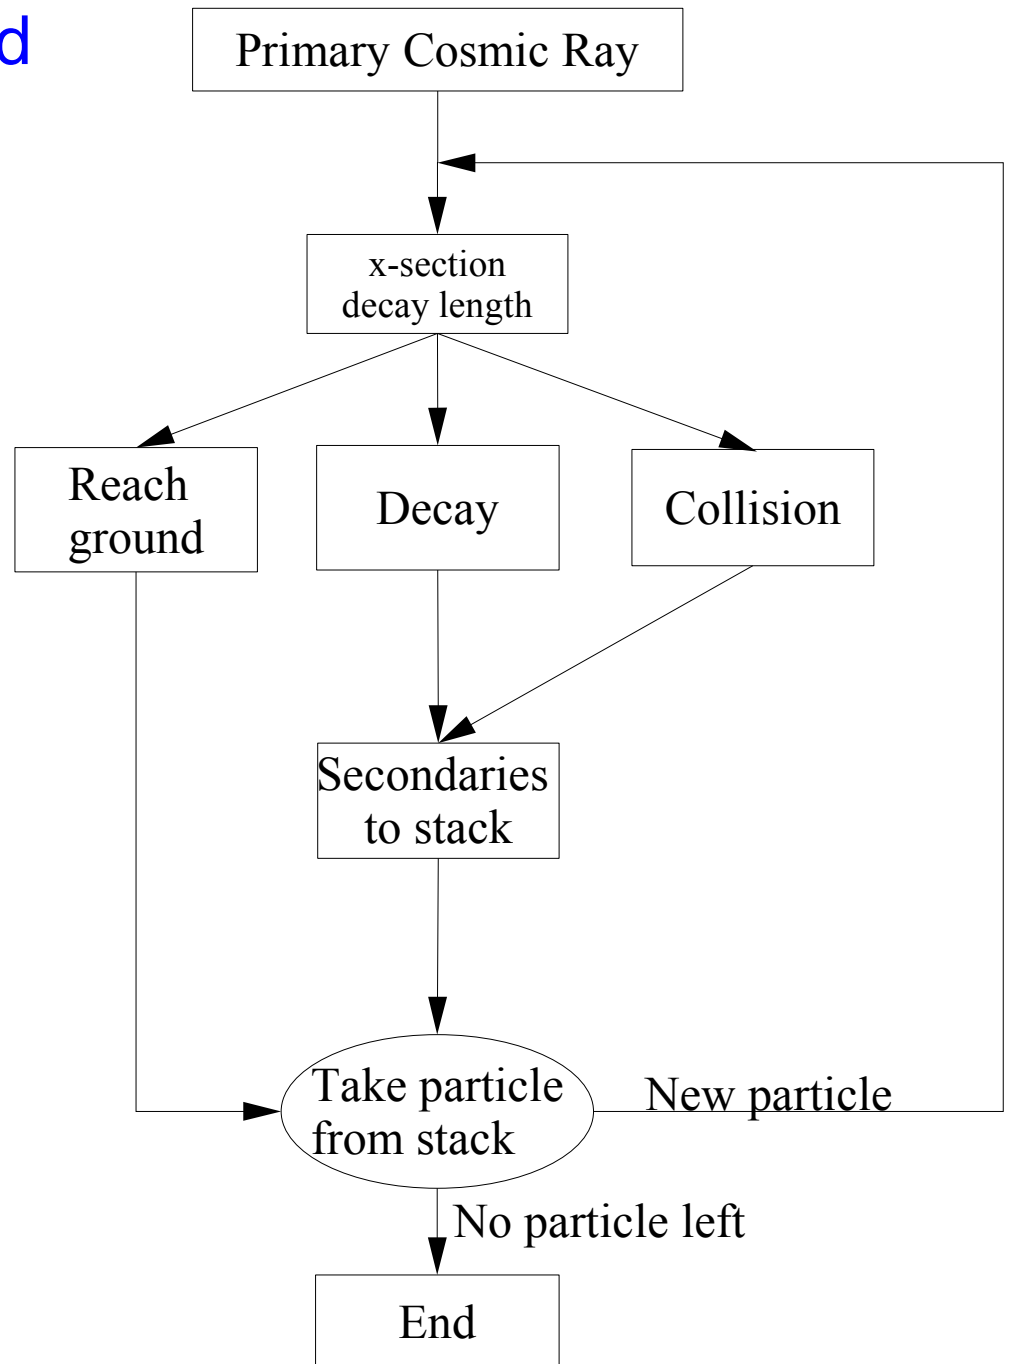 d
Primary Cosmic Ray
x-section
decay length
Reach
ground
Decay
Collision
Secondaries
to stack
Take particle
from stack
New particle
No particle left
End